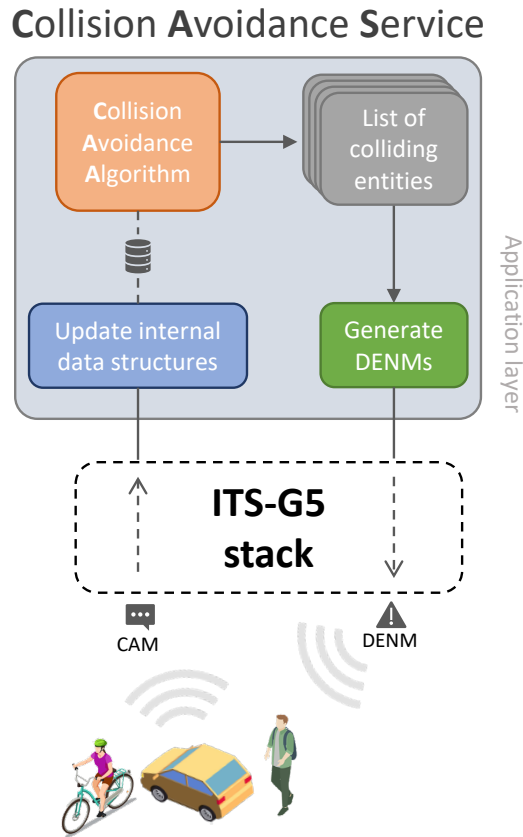 Collision Avoidance Service
Collision
Avoidance
Algorithm
List of
colliding
entities
Update internal
data structures
Generate
DENMs
Application layer
ITS-G5
stack
CAM
DENM